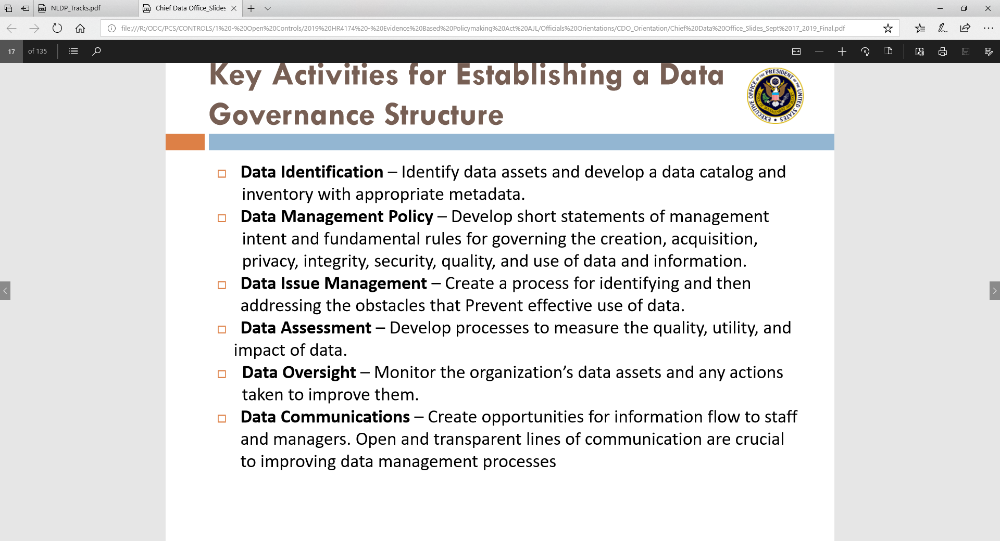 NLDP_Tracks.pdf
Chief Data Office_Slides
file:///R:/ODC/PCS/CONTROLS/1%20-%20Open%20Controls/2019%20HR4174%20-%20Evidence%20Based%20Policymaking%20Act%20AJL/Officials%20Orientations/CDO_Orientation/Chief%20Data%20Office_Slides_Sept%2017_2019_Final.pdf
17 of 135
Key Activities for Establishing a Data
Governance Structure
EXECUTIVE OFFICE OF THE PRESIDENT OF THE UNITED STATES
Data Identification – Identify data assets and develop a data catalog and
inventory with appropriate metadata.
Data Management Policy – Develop short statements of management
intent and fundamental rules for governing the creation, acquisition,
privacy, integrity, security, quality, and use of data and information.
Data Issue Management – Create a process for identifying and then
addressing the obstacles that Prevent effective use of data.
Data Assessment – Develop processes to measure the quality, utility, and
impact of data.
Data Oversight – Monitor the organization’s data assets and any actions
taken to improve them.
Data Communications – Create opportunities for information flow to staff
and managers. Open and transparent lines of communication are crucial
to improving data management processes